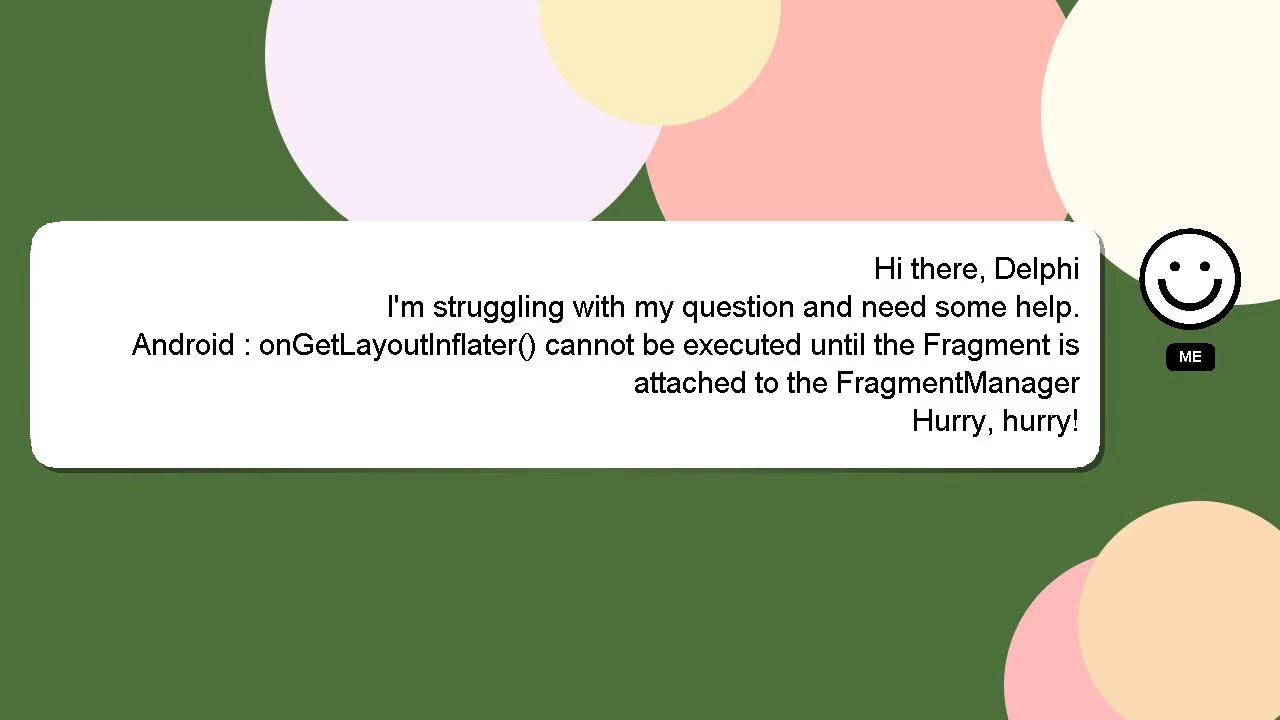 Hi there, Delphi
I'm struggling with my question and need some help.
Android : onGetLayoutInflater() cannot be executed until the Fragment is
attached to the FragmentManager
Hurry, hurry!
ME